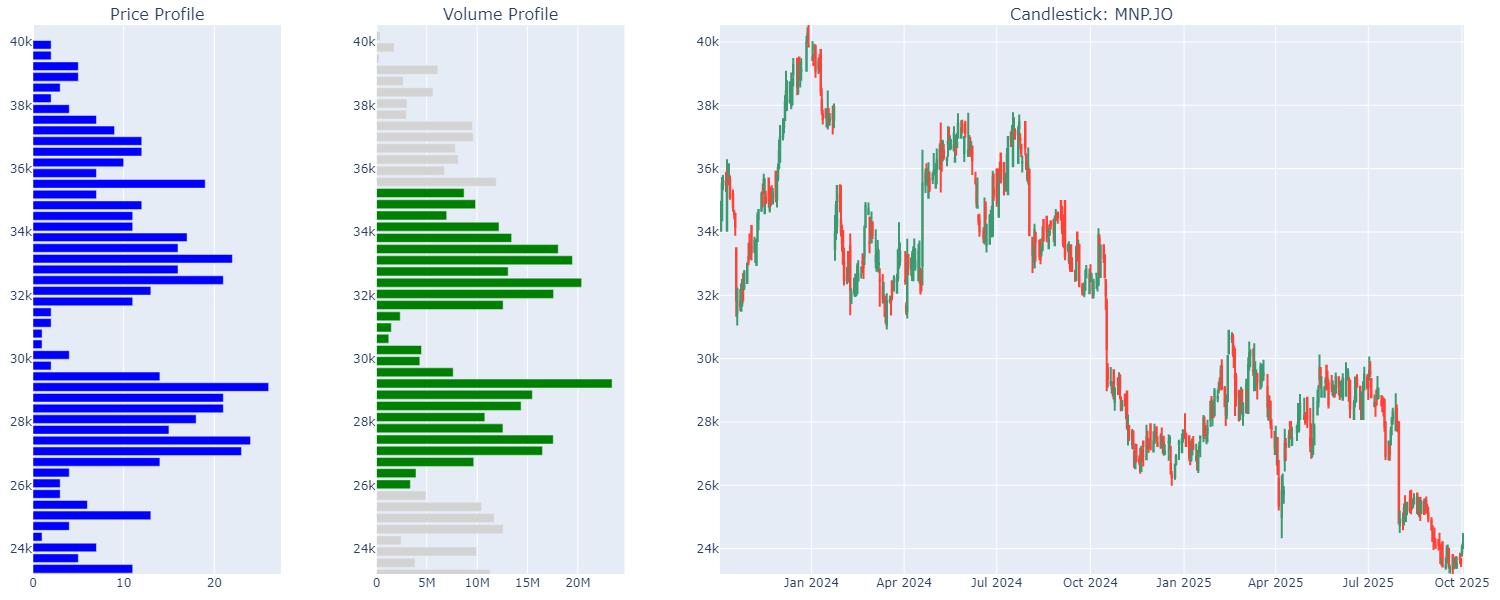 Price Profile
Volume Profile
Candlestick: MNP.JO
40k
38k
36k
34k
32k
30k
28k
26k
24k
0
10
20
40k
38k
36k
34k
32k
30k
28k
26k
24k
0
5M
10M
15M
20M
40k
38k
36k
34k
32k
30k
28k
26k
24k
Jan 2024
Apr 2024
Jul 2024
Oct 2024
Jan 2025
Apr 2025
Jul 2025
Oct 2025